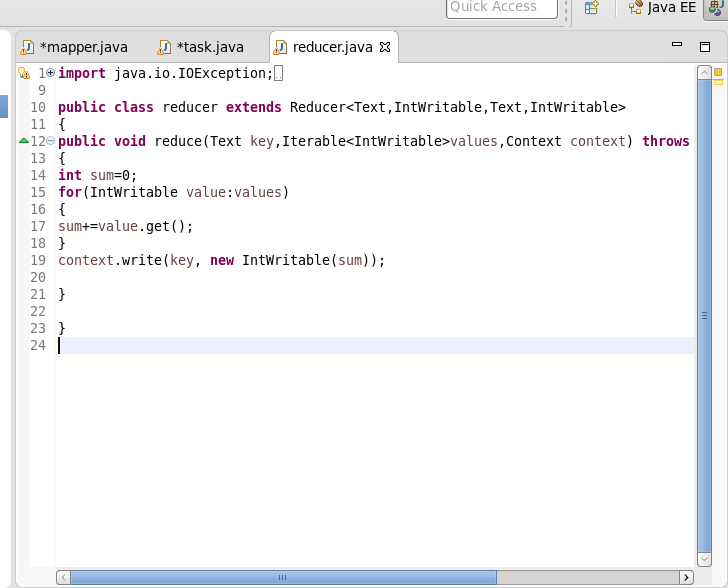 Quick Access
Java EE
*mapper.java
*task.java
reducer.java
1 import java.io.IOException;
9
10 public class reducer extends Reducer<Text,IntWritable,Text,IntWritable>
11 {
12 public void reduce(Text key,Iterable<IntWritable>values,Context context) throws
13 {
14 int sum=0;
15 for(IntWritable value:values)
16 {
17 sum+=value.get();
18 }
19 context.write(key, new IntWritable(sum));
20
21 }
22
23 }
24